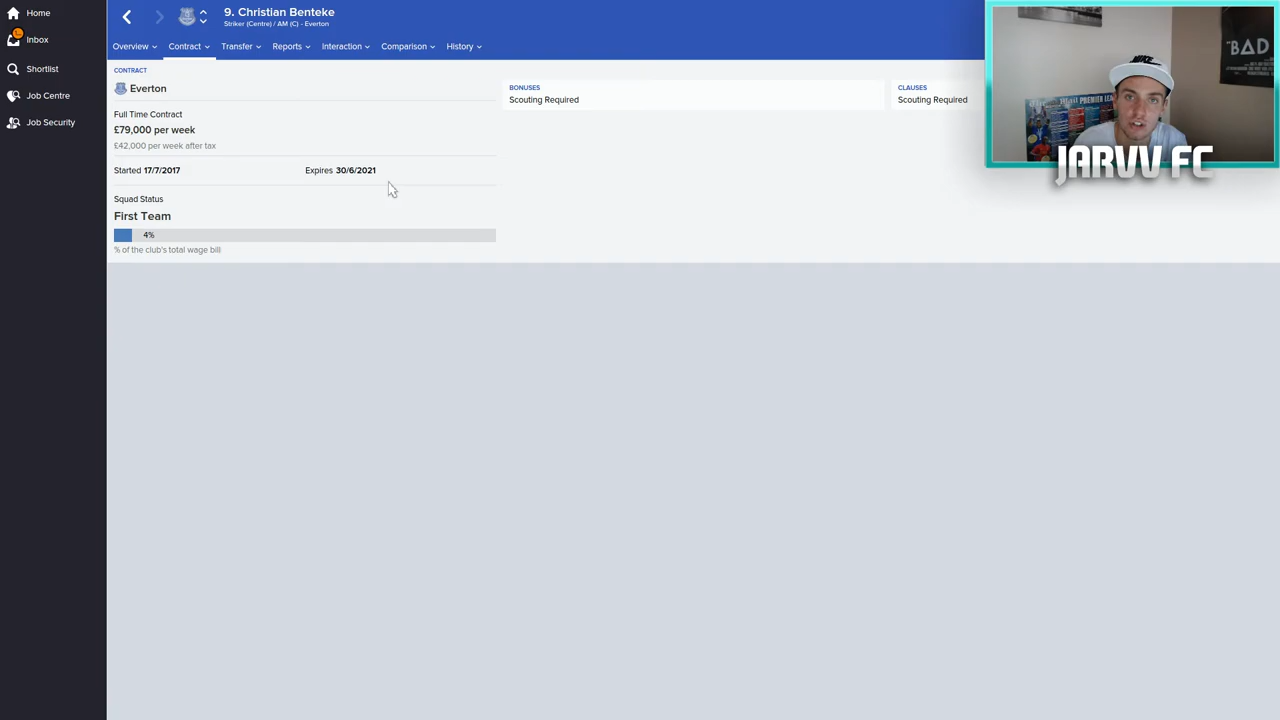 Home
Inbox
Shortlist
Job Centre
Job Security
9. Christian Benteke
Striker (Centre) / AM (C) - Everton
Overview
Contract
Transfer
Reports
Interaction
Comparison
History
CONTRACT
Everton
Full Time Contract
£79,000 per week
£42,000 per week after tax
Started 17/7/2017
Expires 30/6/2021
Squad Status
First Team
4%
% of the club's total wage bill
BONUSES
Scouting Required
CLAUSES
Scouting Required
BAD
PREMIER LEA
JARVV FC